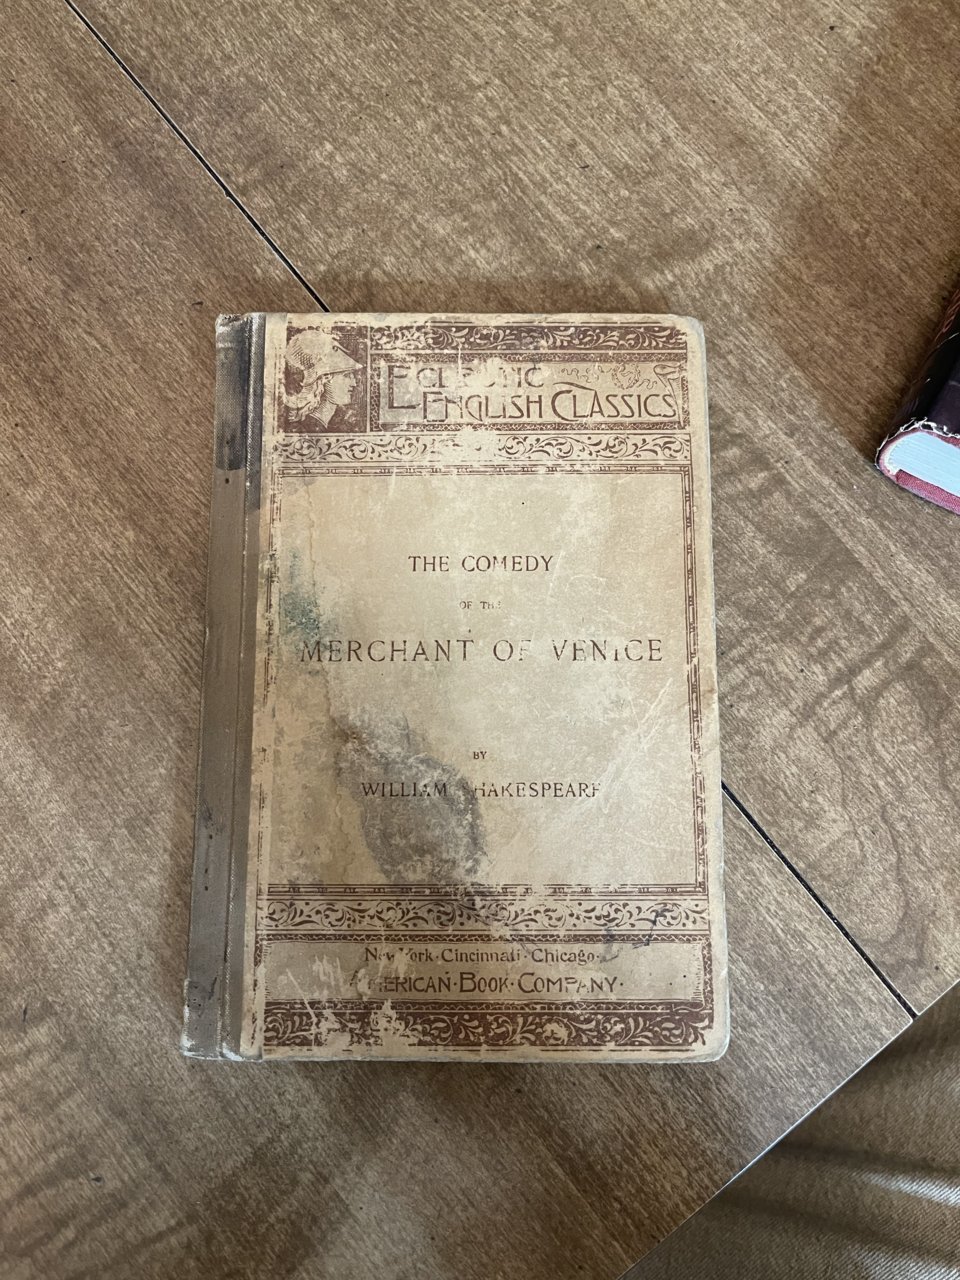 ECLECTIC
ENGLISH CLASSICS
THE COMEDY
OF THE
MERCHANT OF VENICE
BY
WILLIAM SHAKESPEARE
New York · Cincinnati · Chicago ·
AMERICAN · BOOK · COMPANY ·